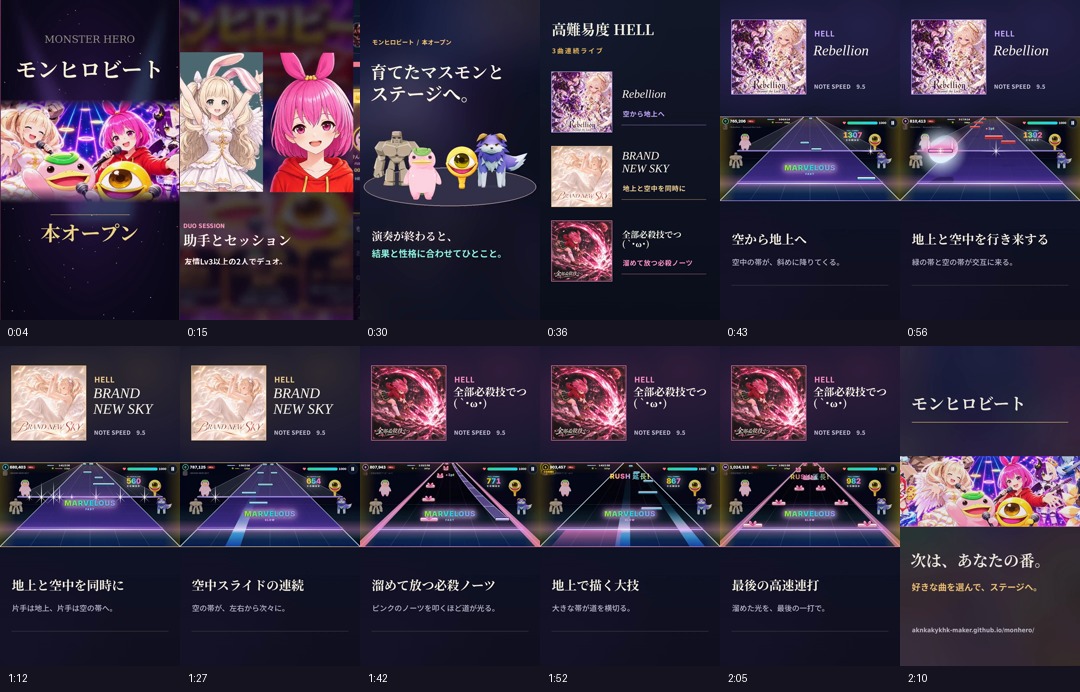 MONSTER HERO
モンヒロビート
本オープン
0:04
DUO SESSION
助手とセッション
友情Lv3以上の2人でデュオ。
0:15
モンヒロビート / 本オープン
育てたマスモンと
ステージへ。
演奏が終わると、
結果と性格に合わせてひとこと。
0:30
高難易度 HELL
3曲連続ライブ
Rebellion
Rebellion
空から地上へ
BRAND NEW SKY
BRAND
NEW SKY
地上と空中を同時に
全部必殺技でつ
(｀･ω･)
溜めて放つ必殺ノーツ
0:36
Rebellion
HELL
Rebellion
NOTE SPEED 9.5
1307
MARVELOUS
空から地上へ
空中の帯が、斜めに降りてくる。
0:43
Rebellion
HELL
Rebellion
NOTE SPEED 9.5
地上と空中を行き来する
緑の帯と空の帯が交互に来る。
0:56
BRAND NEW SKY
HELL
BRAND
NEW SKY
NOTE SPEED 9.5
560
MARVELOUS
地上と空中を同時に
片手は地上、片手は空の帯へ。
1:12
BRAND NEW SKY
HELL
BRAND
NEW SKY
NOTE SPEED 9.5
MARVELOUS
空中スライドの連続
空の帯が、左右から次々に。
1:27
HELL
全部必殺技でつ
(｀･ω･)
NOTE SPEED 9.5
771
MARVELOUS
溜めて放つ必殺ノーツ
ピンクのノーツを叩くほど道が光る。
1:42
HELL
全部必殺技でつ
(｀･ω･)
NOTE SPEED 9.5
RUSH 延長!
867
MARVELOUS
地上で描く大技
大きな帯が道を横切る。
1:52
HELL
全部必殺技でつ
(｀･ω･)
NOTE SPEED 9.5
982
MARVELOUS
最後の高速連打
溜めた光を、最後の一打で。
2:05
モンヒロビート
次は、あなたの番。
好きな曲を選んで、ステージへ。
aknkakykhk-maker.github.io/monhero/
2:10